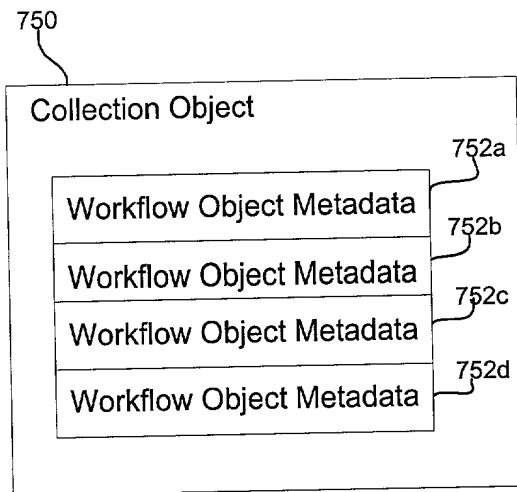 750
Collection Object
752a
Workflow Object Metadata
752b
Workflow Object Metadata
752c
Workflow Object Metadata
752d
Workflow Object Metadata